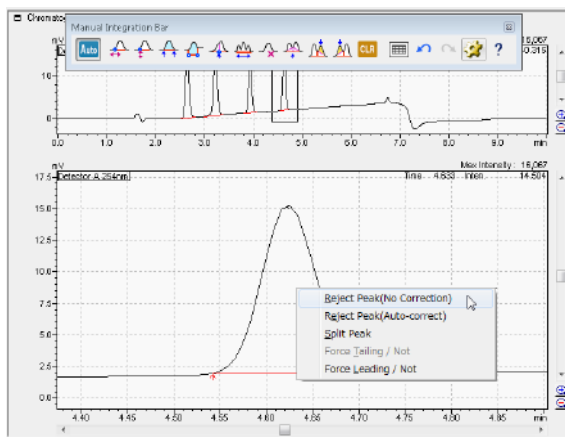 Chromato
Manual Integration Bar
Auto
CLR
?
mV
16,067
-0.316
10
0
0.0 1.0 2.0 3.0 4.0 5.0 6.0 7.0 8.0 9.0 min
mV
Max Intensity : 16,067
17.5
Detector A 254nm
Time 4.633 Inten. 14.504
15.0
12.5
10.0
7.5
5.0
2.5
0.0
Reject Peak(No Correction)
Reject Peak(Auto-correct)
Split Peak
Force Tailing / Not
Force Leading / Not
4.40 4.45 4.50 4.55 4.60 4.65 4.70 4.75 4.80 4.85 min